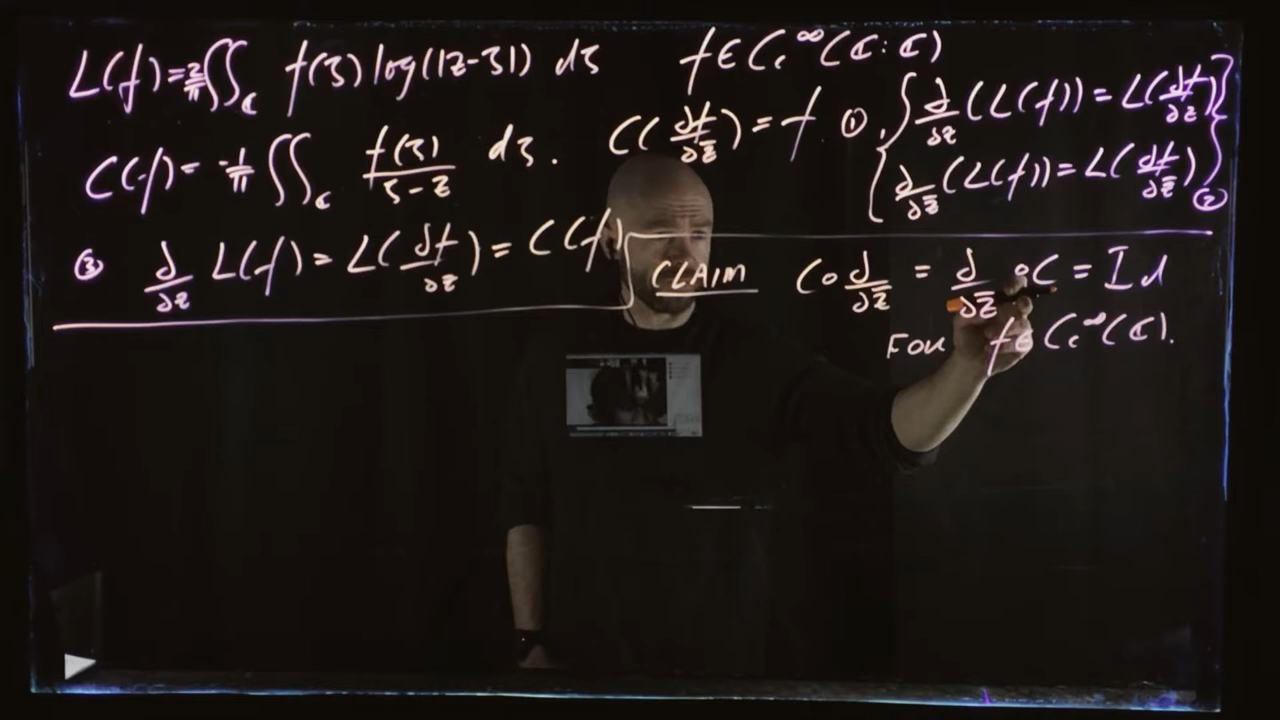 L(f) = 2/π ∬_ℂ f(ζ) log(|z-ζ|) dζ f ∈ C_c^∞(ℂ:ℂ)
C(f) = -1/π ∬_ℂ f(ζ)/(ζ-z) dζ. C(∂f/∂z̄) = f ①, { ∂/∂z (L(f)) = L(∂f/∂z)
∂/∂z̄ (L(f)) = L(∂f/∂z̄) } ②
③ ∂/∂z L(f) = L(∂f/∂z) = C(f)
CLAIM C∘∂/∂z̄ = ∂/∂z̄ ∘C = Id
FOR f ∈ C_c^∞(ℂ).